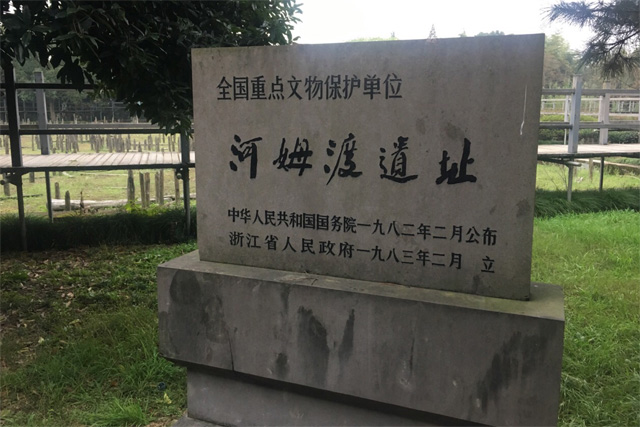 全国重点文物保护单位
河姆渡遺址
中华人民共和国国务院一九八二年二月公布
浙江省人民政府一九八三年二月 立